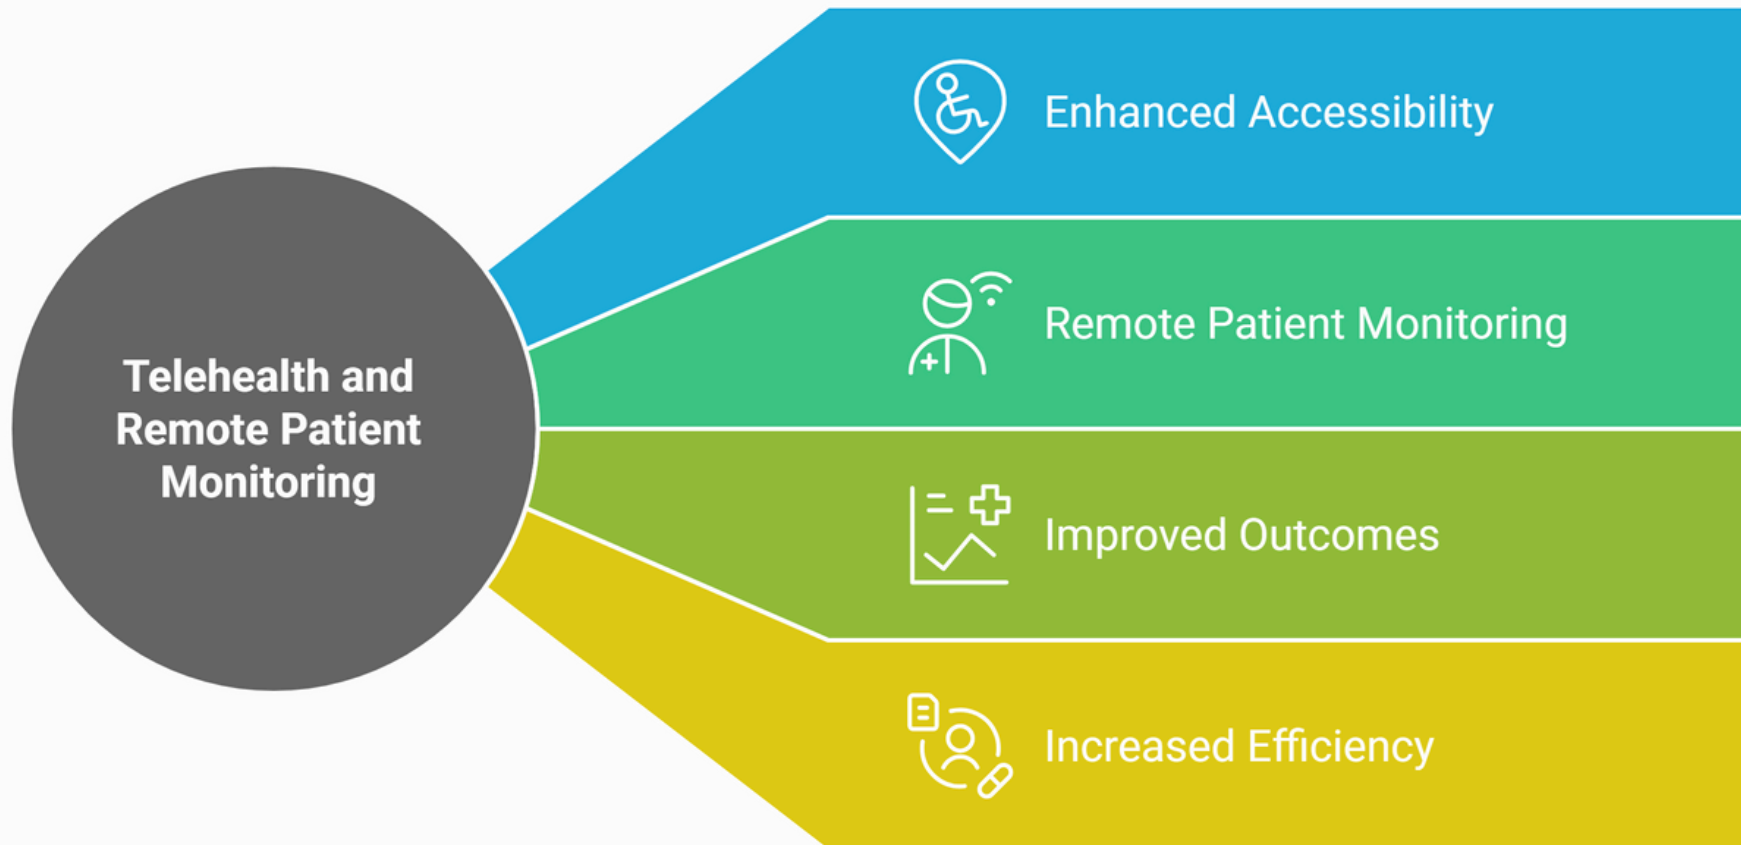 Telehealth and
Remote Patient
Monitoring
Enhanced Accessibility
Remote Patient Monitoring
Improved Outcomes
Increased Efficiency